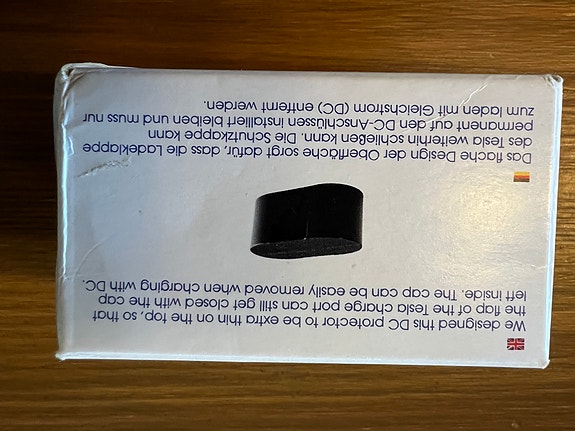 We designed this DC protector to be extra thin on the top, so that
the flap of the Tesla charge port can still get closed with the cap
left inside. The cap can be easily removed when charging with DC.
Das flache Design der Oberfläche sorgt dafür, dass die Ladeklappe
des Tesla weiterhin schließen kann. Die Schutzkappe kann
permanent auf den DC-Anschlüssen installiert bleiben und muss nur
zum laden mit Gleichstrom (DC) entfernt werden.